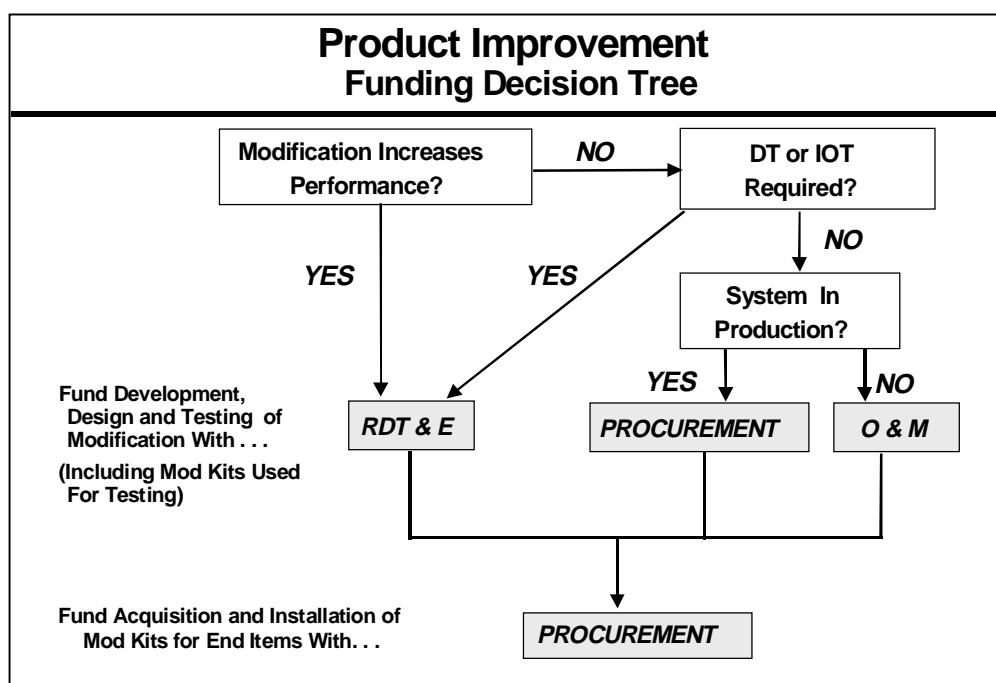 Product Improvement
Funding Decision Tree
Modification Increases
Performance?
NO
DT or IOT
Required?
YES
YES
NO
System In
Production?
YES
NO
Fund Development,
Design and Testing of
Modification With . . .
(Including Mod Kits Used
For Testing)
RDT & E
PROCUREMENT
O & M
Fund Acquisition and Installation of
Mod Kits for End Items With. . .
PROCUREMENT